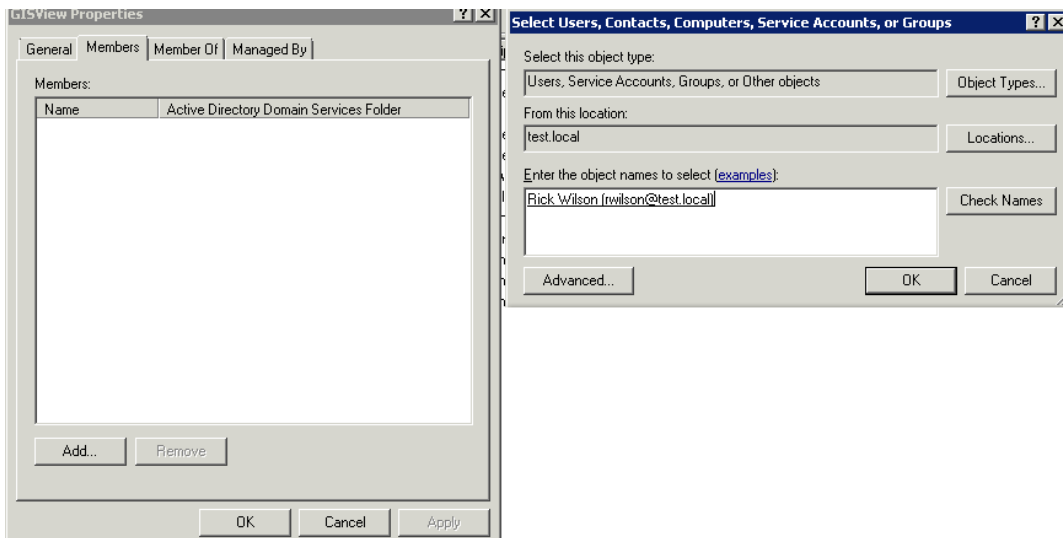 GISView Properties
General Members Member Of Managed By
Members:
Name Active Directory Domain Services Folder
Add... Remove
OK Cancel Apply
Select Users, Contacts, Computers, Service Accounts, or Groups
Select this object type:
Users, Service Accounts, Groups, or Other objects
Object Types...
From this location:
test.local
Locations...
Enter the object names to select (examples):
Rick Wilson (rwilson@test.local)
Check Names
Advanced... OK Cancel